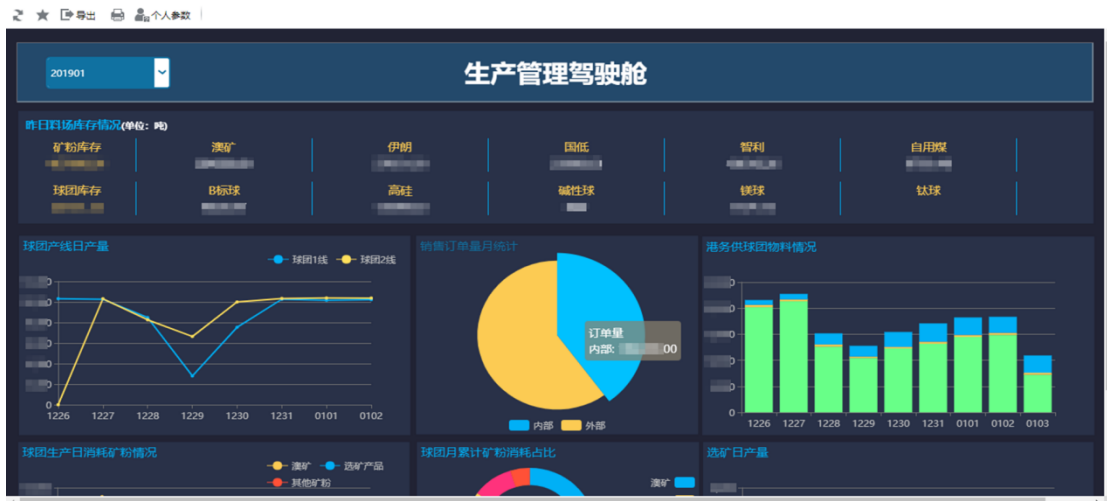 导出 个人参数
201901
生产管理驾驶舱
昨日料场库存情况(单位：吨)
矿粉库存 澳矿 伊朗 国低 智利 自用煤
球团库存 B标球 高硅 碱性球 镁球 钛球
球团产线日产量
球团1线 球团2线
0
1226 1227 1228 1229 1230 1231 0101 0102
销售订单量月统计
订单量
内部: .00
内部 外部
港务供球团物料情况
0
1226 1227 1228 1229 1230 1231 0101 0102 0103
球团生产日消耗矿粉情况
澳矿 选矿产品
其他矿粉
球团月累计矿粉消耗占比
澳矿
选矿日产量